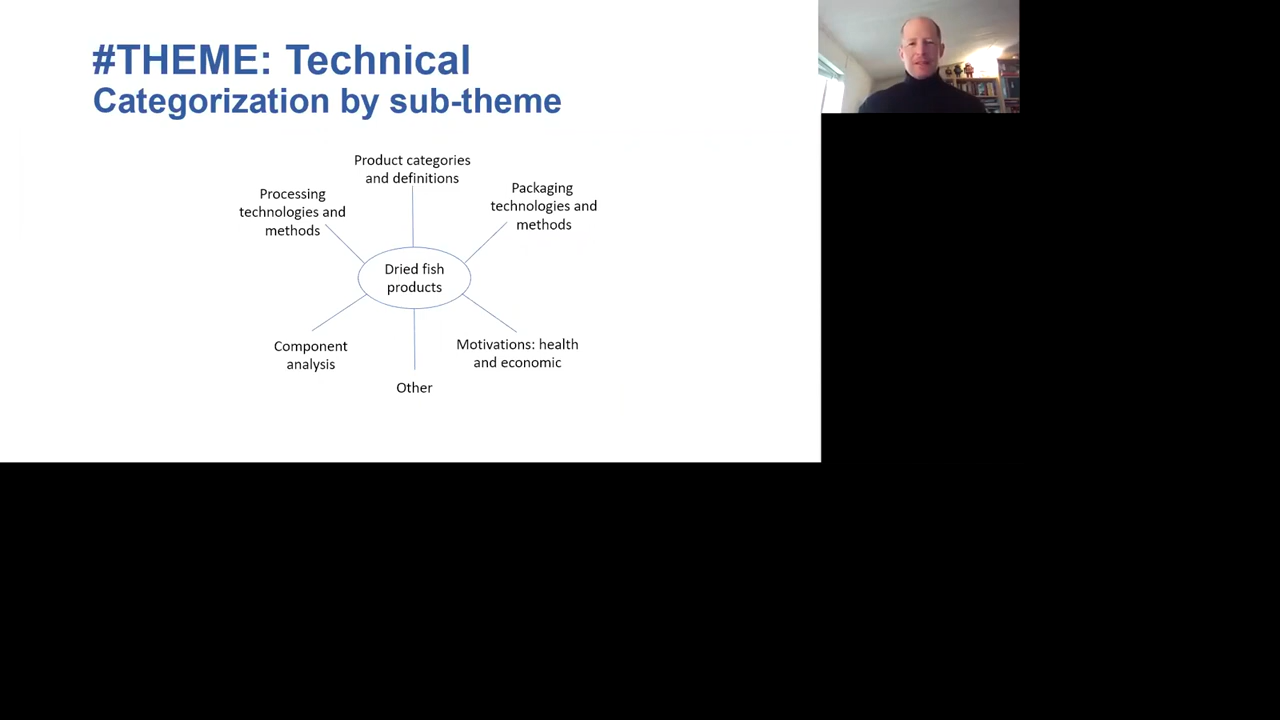 #THEME: Technical
Categorization by sub-theme
Product categories
and definitions
Processing
technologies and
methods
Packaging
technologies and
methods
Dried fish
products
Component
analysis
Motivations: health
and economic
Other